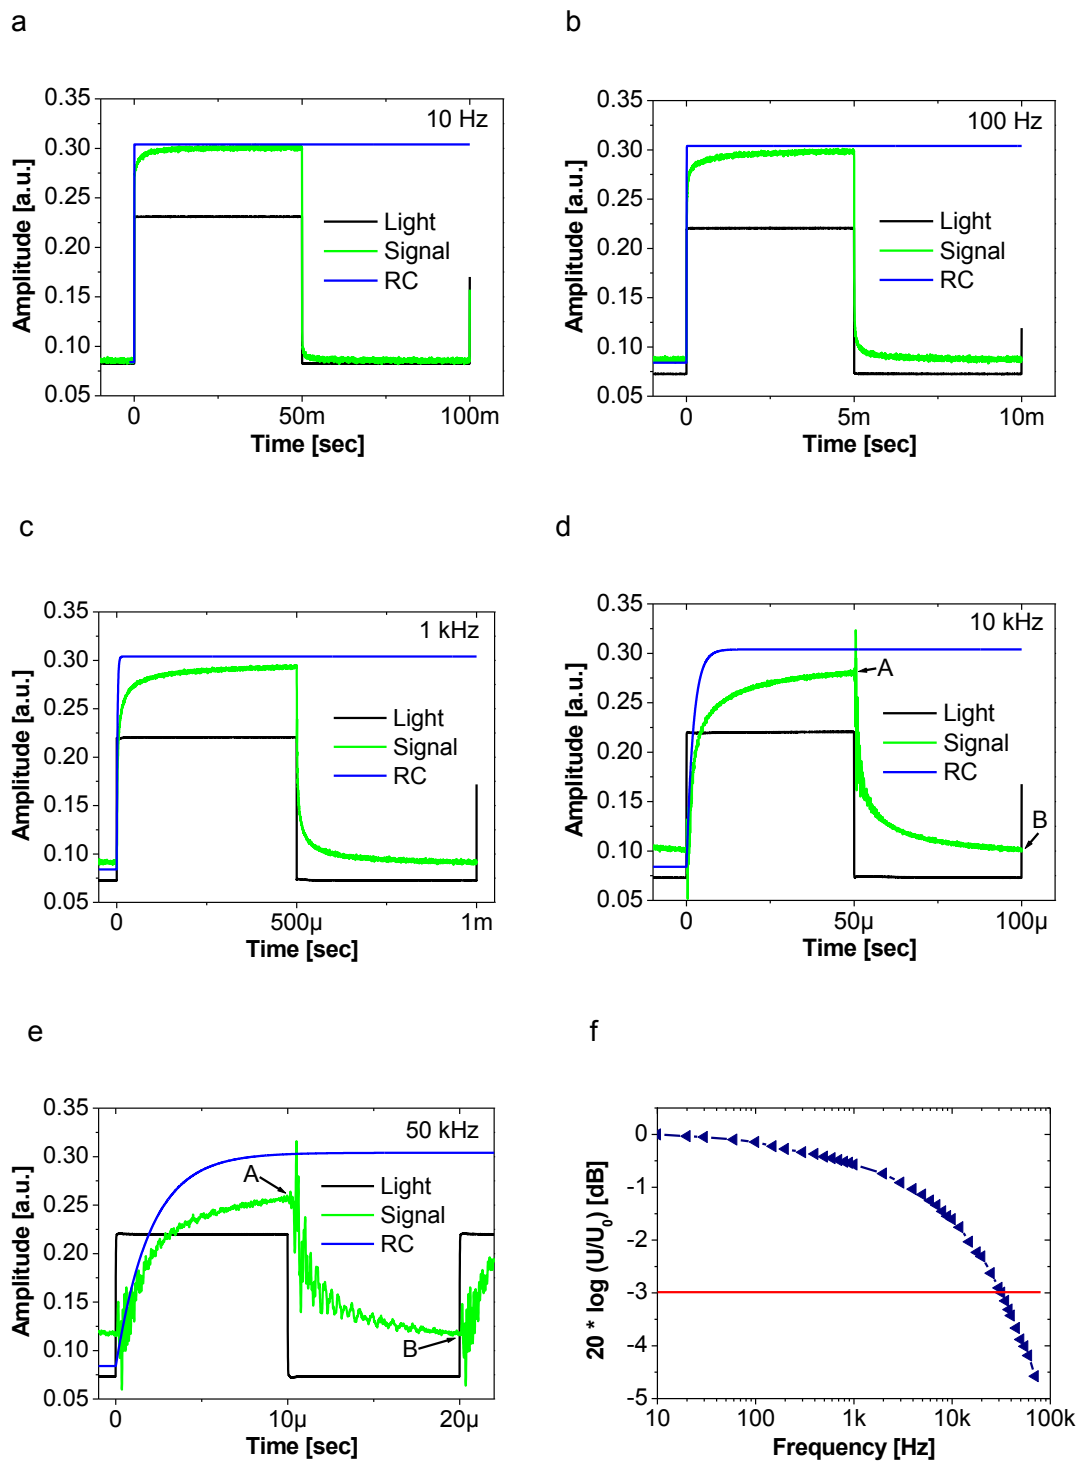 a
b
0.35
0.30
0.25
0.20
0.15
0.10
0.05
10 Hz
Light
Signal
RC
0
50m
100m
Time [sec]
Amplitude [a.u.]
0.35
0.30
0.25
0.20
0.15
0.10
0.05
100 Hz
Light
Signal
RC
0
5m
10m
Time [sec]
Amplitude [a.u.]
c
d
0.35
0.30
0.25
0.20
0.15
0.10
0.05
1 kHz
Light
Signal
RC
0
500µ
1m
Time [sec]
Amplitude [a.u.]
0.35
0.30
0.25
0.20
0.15
0.10
0.05
10 kHz
A
Light
Signal
RC
B
0
50µ
100µ
Time [sec]
Amplitude [a.u.]
e
f
0.35
0.30
0.25
0.20
0.15
0.10
0.05
50 kHz
A
Light
Signal
RC
B
0
10µ
20µ
Time [sec]
Amplitude [a.u.]
0
-1
-2
-3
-4
-5
10
100
1k
10k
100k
Frequency [Hz]
20 * log (U/U₀) [dB]